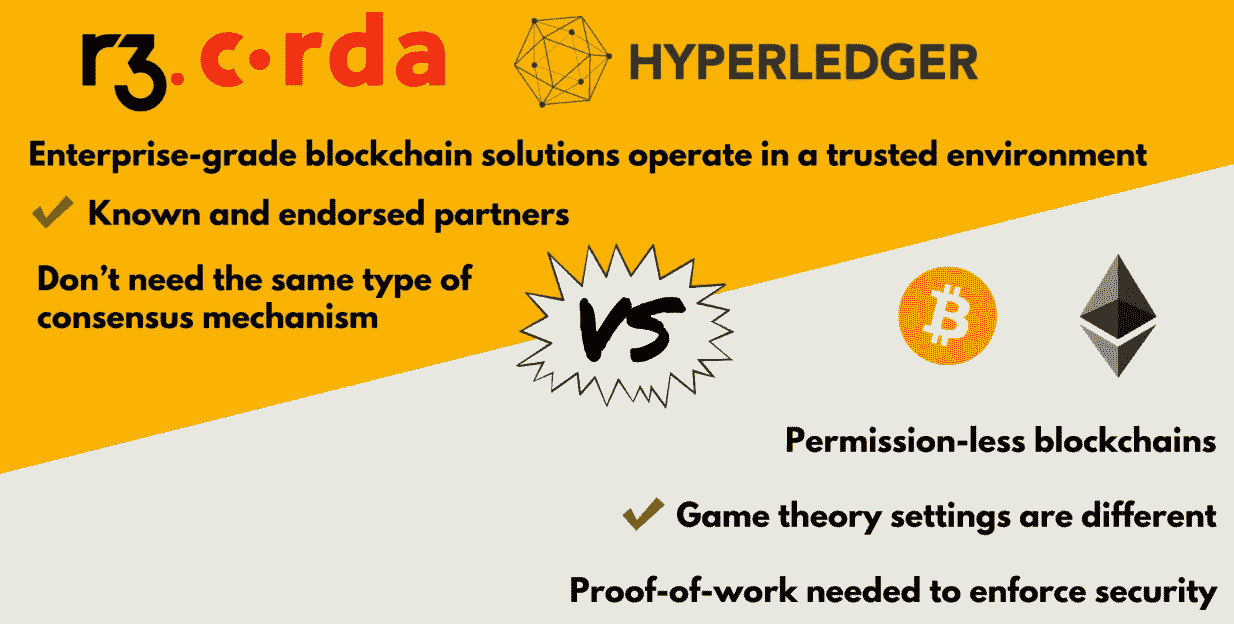 r3. c•rda
HYPERLEDGER
Enterprise-grade blockchain solutions operate in a trusted environment
Known and endorsed partners
Don’t need the same type of
consensus mechanism
VS
Permission-less blockchains
Game theory settings are different
Proof-of-work needed to enforce security